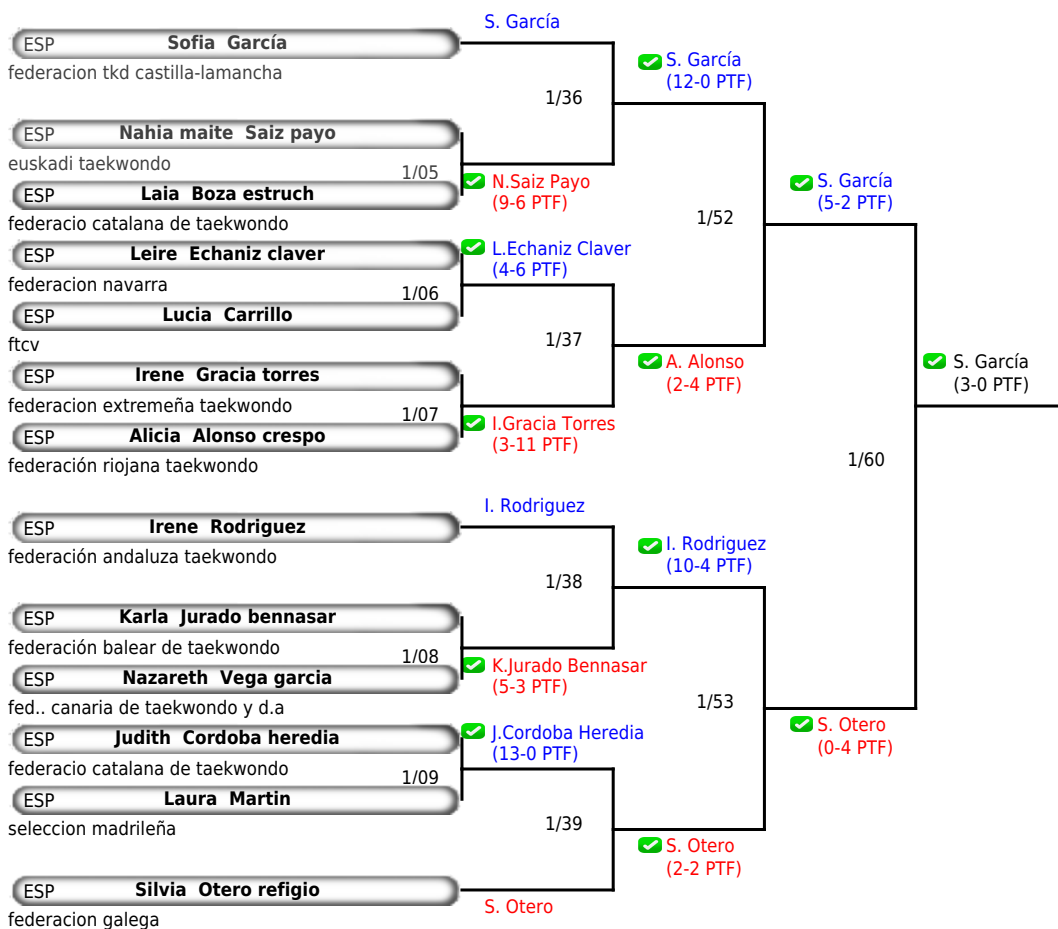 S. García
ESP Sofia García
federacion tkd castilla-lamancha
S. García
(12-0 PTF)
1/36
ESP Nahia maite Saiz payo
euskadi taekwondo
1/05
N.Saiz Payo
(9-6 PTF)
ESP Laia Boza estruch
federacio catalana de taekwondo
S. García
(5-2 PTF)
1/52
ESP Leire Echaniz claver
federacion navarra
L.Echaniz Claver
(4-6 PTF)
1/06
ESP Lucia Carrillo
ftcv
1/37
A. Alonso
(2-4 PTF)
S. García
(3-0 PTF)
ESP Irene Gracia torres
federacion extremeña taekwondo
1/07
I.Gracia Torres
(3-11 PTF)
ESP Alicia Alonso crespo
federación riojana taekwondo
1/60
I. Rodriguez
ESP Irene Rodriguez
federación andaluza taekwondo
I. Rodriguez
(10-4 PTF)
1/38
ESP Karla Jurado bennasar
federación balear de taekwondo
1/08
K.Jurado Bennasar
(5-3 PTF)
ESP Nazareth Vega garcia
fed.. canaria de taekwondo y d.a
1/53
S. Otero
(0-4 PTF)
ESP Judith Cordoba heredia
federacio catalana de taekwondo
J.Cordoba Heredia
(13-0 PTF)
1/09
ESP Laura Martin
seleccion madrileña
1/39
S. Otero
(2-2 PTF)
ESP Silvia Otero refigio
federacion galega
S. Otero